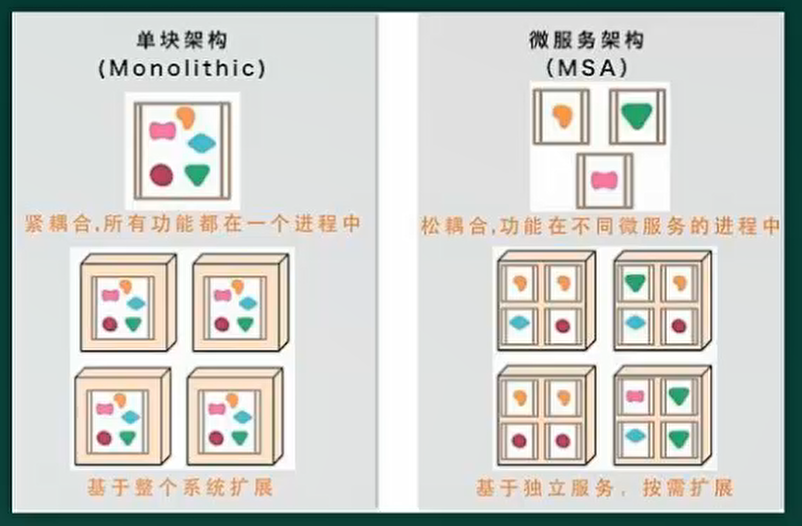 单块架构
(Monolithic)
紧耦合,所有功能都在一个进程中
基于整个系统扩展
微服务架构
(MSA)
松耦合,功能在不同微服务的进程中
基于独立服务，按需扩展